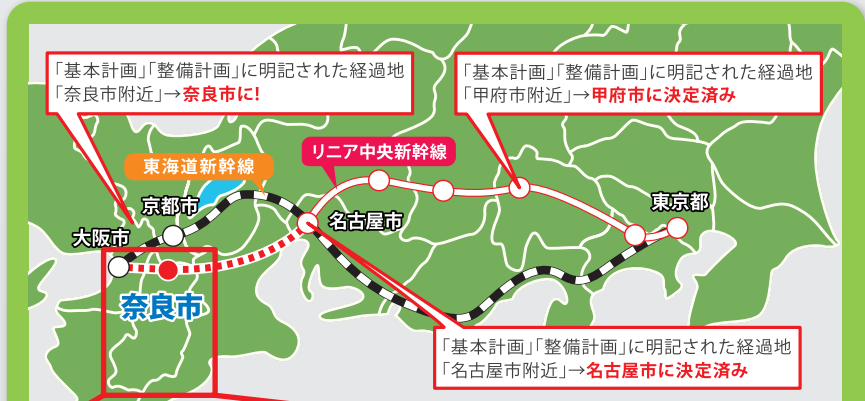 「基本計画」「整備計画」に明記された経過地
「奈良市附近」→奈良市に!
「基本計画」「整備計画」に明記された経過地
「甲府市附近」→甲府市に決定済み
リニア中央新幹線
東海道新幹線
京都市
東京都
名古屋市
大阪市
奈良市
「基本計画」「整備計画」に明記された経過地
「名古屋市附近」→名古屋市に決定済み